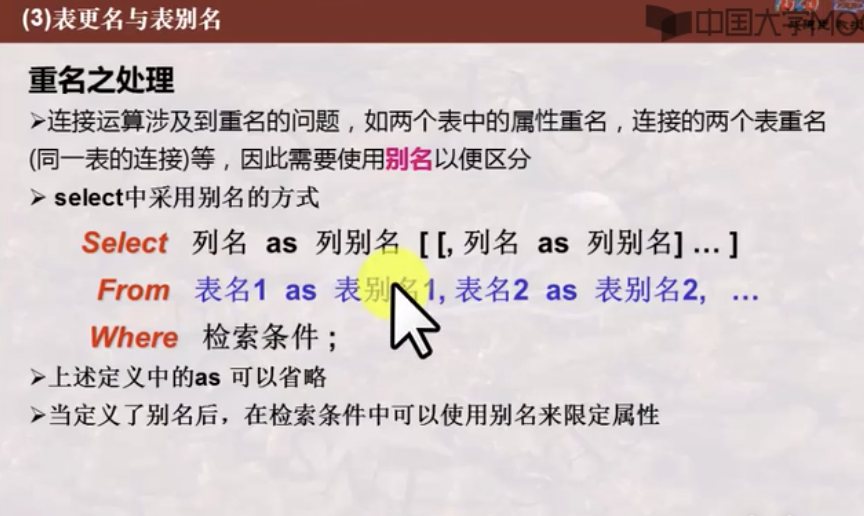 (3)表更名与表别名
中国大学MO
重名之处理
➢连接运算涉及到重名的问题，如两个表中的属性重名，连接的两个表重名
(同一表的连接)等，因此需要使用别名以便区分
➢ select中采用别名的方式
Select 列名 as 列别名 [ [, 列名 as 列别名] … ]
From 表名1 as 表别名1, 表名2 as 表别名2, …
Where 检索条件 ;
➢上述定义中的as 可以省略
➢当定义了别名后，在检索条件中可以使用别名来限定属性